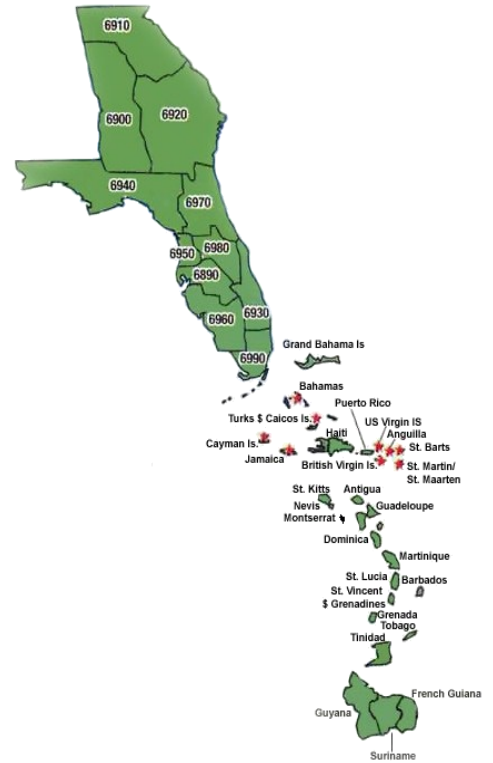 6910
6900
6920
6940
6970
6950
6980
6890
6960
6930
6990
Grand Bahama Is
Bahamas
Puerto Rico
Turks $ Caicos Is.
US Virgin IS
Haiti
Anguilla
Cayman Is.
St. Barts
Jamaica
British Virgin Is.
St. Martin/
St. Maarten
St. Kitts
Antigua
Nevis
Guadeloupe
Montserrat
Dominica
Martinique
St. Lucia
Barbados
St. Vincent
$ Grenadines
Grenada
Tobago
Tinidad
French Guiana
Guyana
Suriname